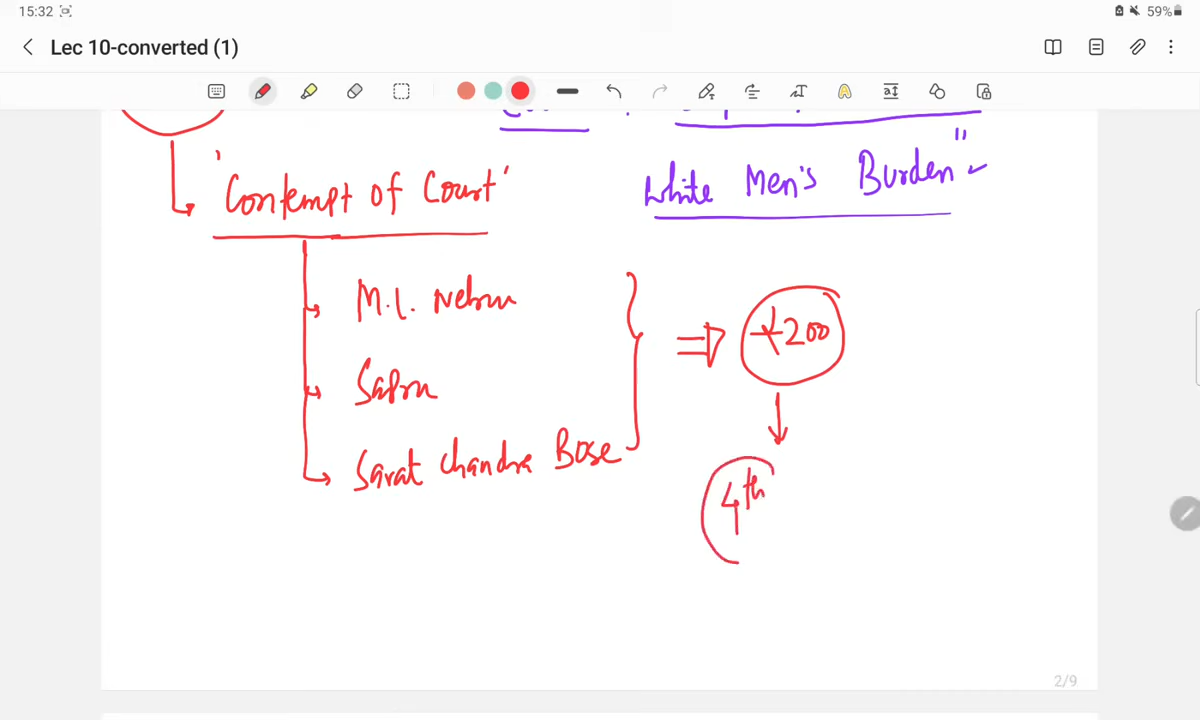 15:32 59%
Lec 10-converted (1)
'Contempt of Court'
White Men's Burden"
M.L. Nehru
Sapru
Sarat Chandra Bose
₹200
4th
2/9